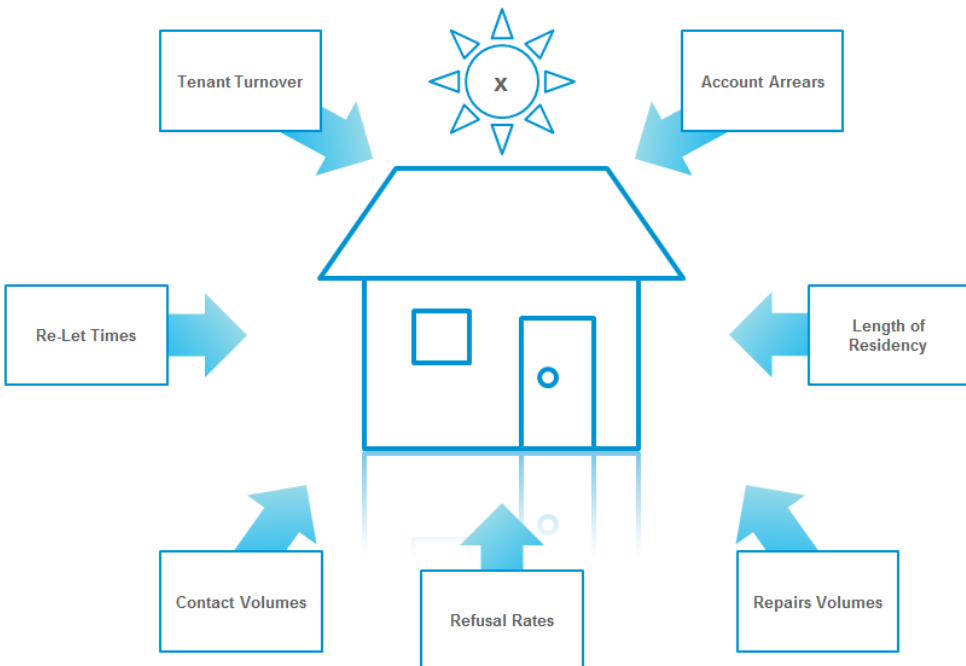 Tenant Turnover
x
Account Arrears
Re-Let Times
Length of
Residency
Contact Volumes
Refusal Rates
Repairs Volumes